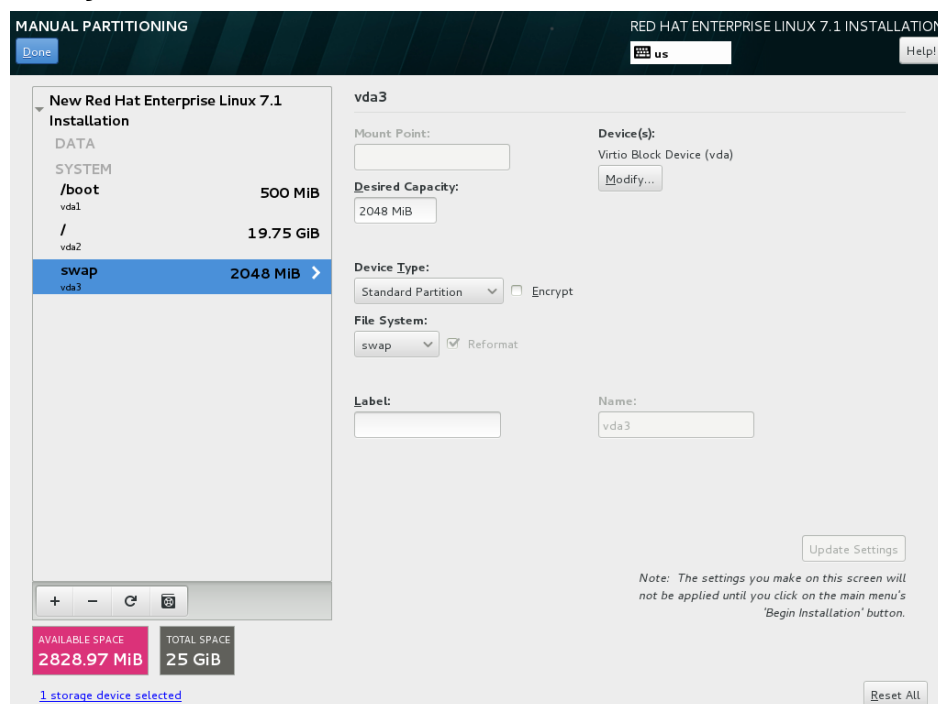 MANUAL PARTITIONING
RED HAT ENTERPRISE LINUX 7.1 INSTALLATION
Done
us
Help!
New Red Hat Enterprise Linux 7.1
Installation
DATA
SYSTEM
/boot
500 MiB
vda1
/
19.75 GiB
vda2
swap
2048 MiB
vda3
vda3
Mount Point:
Desired Capacity:
2048 MiB
Device(s):
Virtio Block Device (vda)
Modify...
Device Type:
Standard Partition
Encrypt
File System:
swap
Reformat
Label:
Name:
vda3
Update Settings
Note: The settings you make on this screen will
not be applied until you click on the main menu's
'Begin Installation' button.
+ −
AVAILABLE SPACE
2828.97 MiB
TOTAL SPACE
25 GiB
1 storage device selected
Reset All